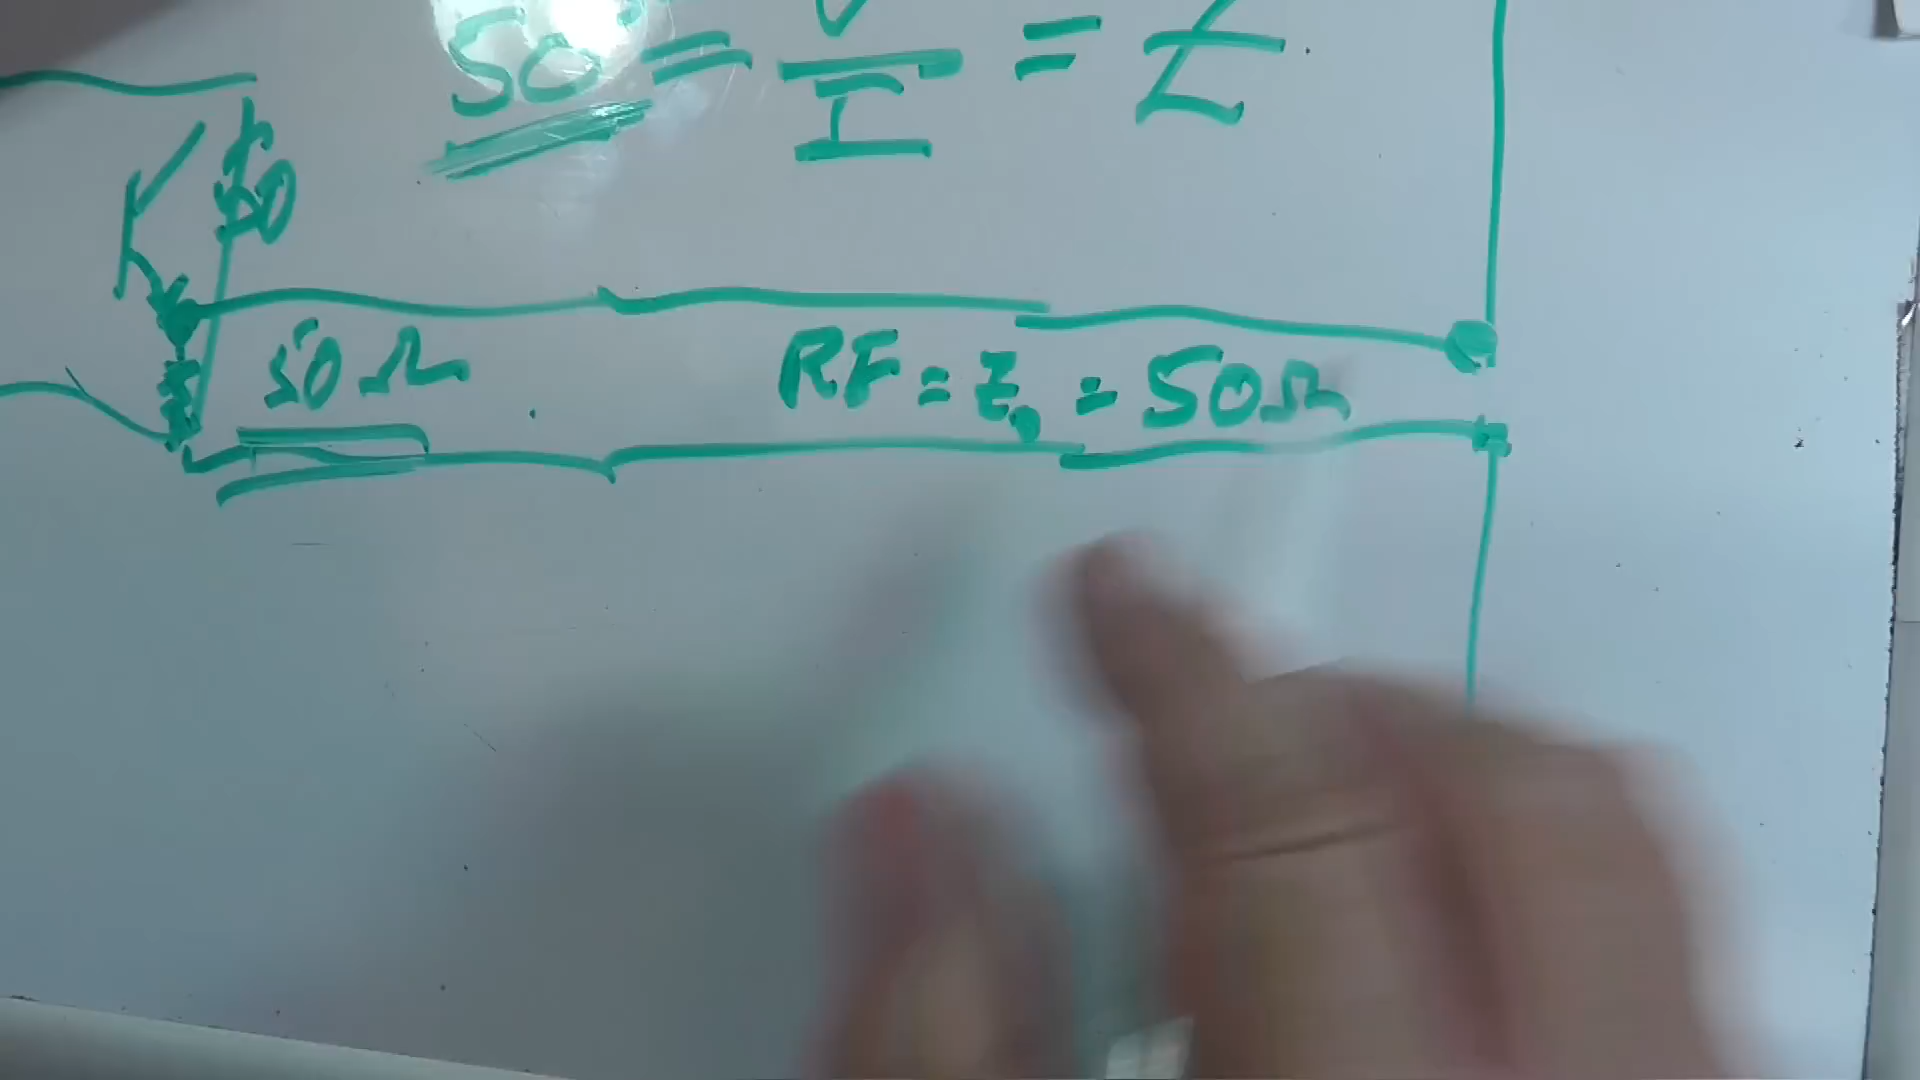 50 = V/I = Z
50
50 Ω
RF = Z₀ = 50Ω